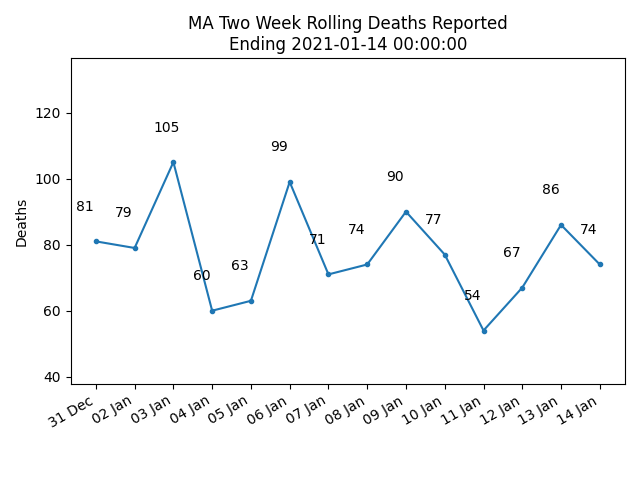 MA Two Week Rolling Deaths Reported
Ending 2021-01-14 00:00:00
Deaths
120
100
80
60
40
81
79
105
60
63
99
71
74
90
77
54
67
86
74
31 Dec
02 Jan
03 Jan
04 Jan
05 Jan
06 Jan
07 Jan
08 Jan
09 Jan
10 Jan
11 Jan
12 Jan
13 Jan
14 Jan